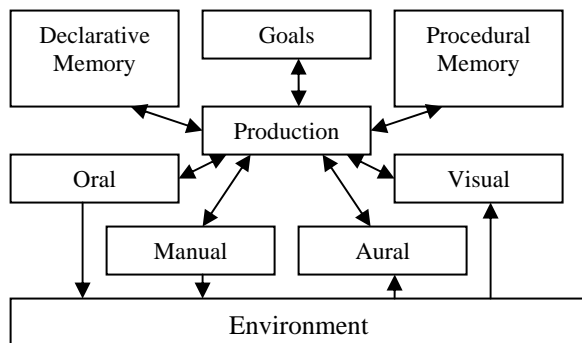 Declarative
Memory
Goals
Procedural
Memory
Production
Oral
Visual
Manual
Aural
Environment